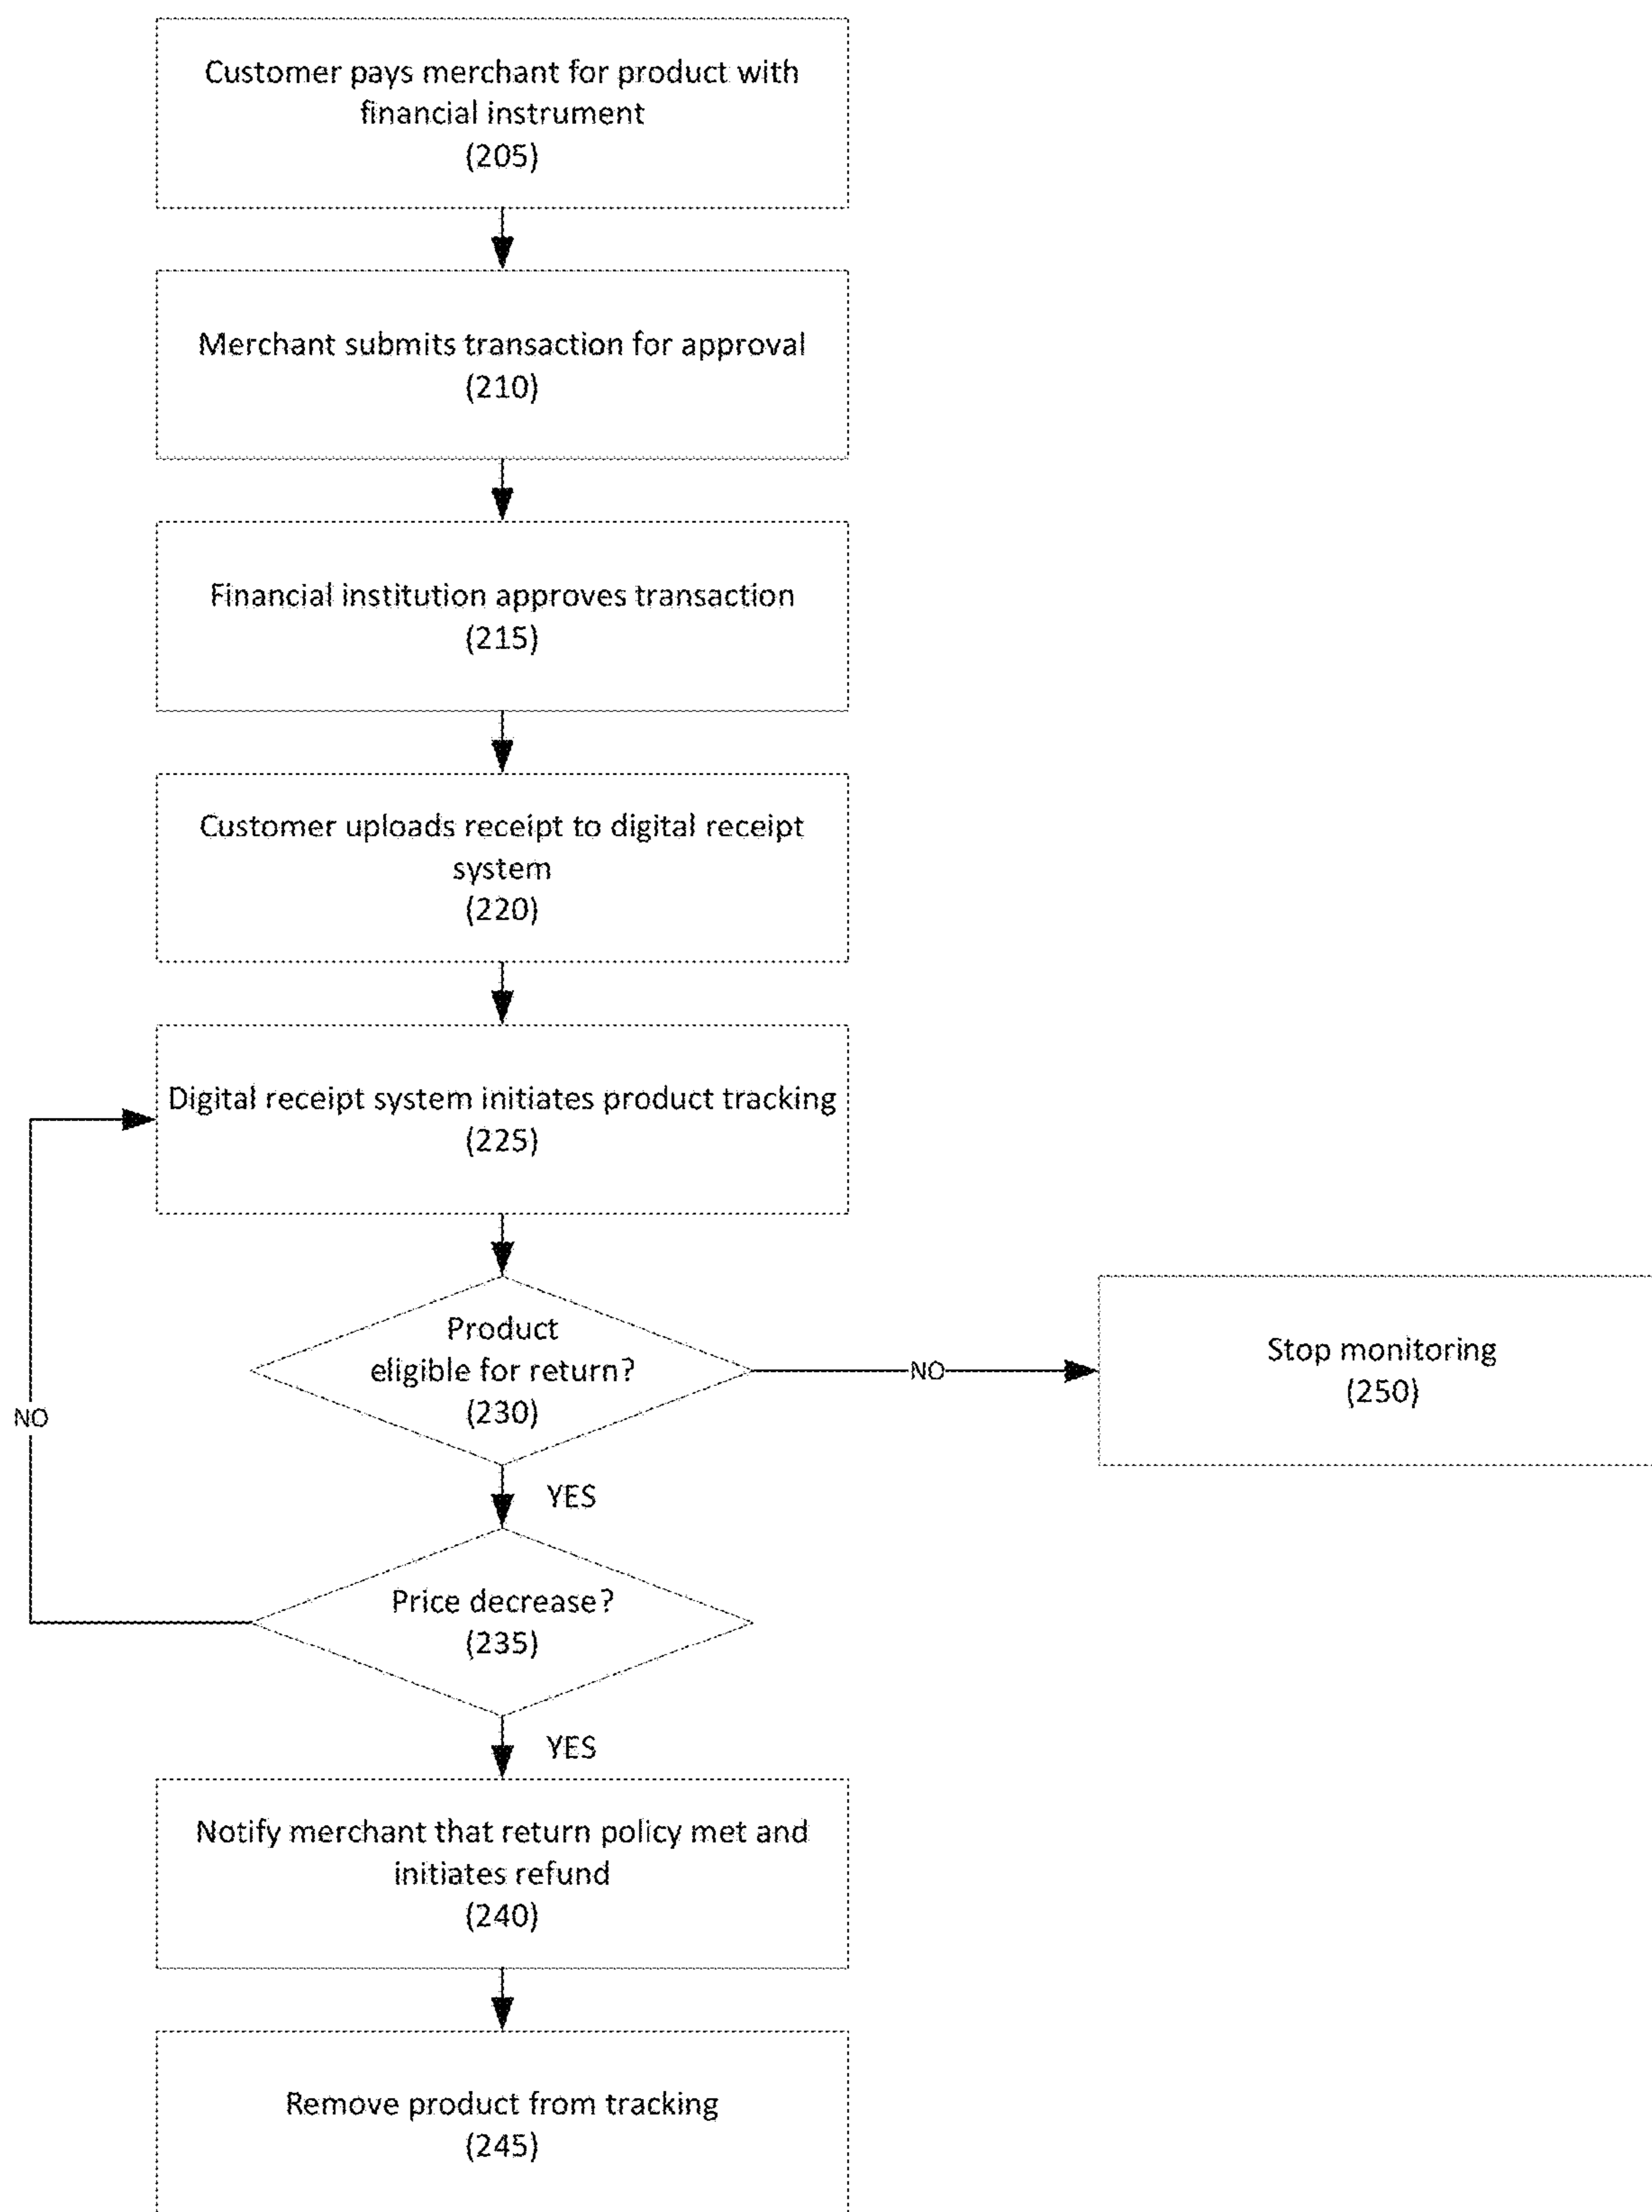 Customer pays merchant for product with
financial instrument
(205)
Merchant submits transaction for approval
(210)
Financial institution approves transaction
(215)
Customer uploads receipt to digital receipt
system
(220)
Digital receipt system initiates product tracking
(225)
Product
eligible for return?
(230)
NO
Stop monitoring
(250)
NO
YES
Price decrease?
(235)
YES
Notify merchant that return policy met and
initiates refund
(240)
Remove product from tracking
(245)